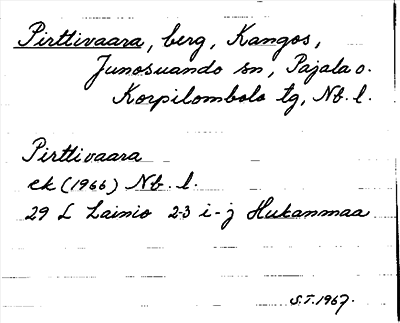 Pirttivaara, berg, Kangos,
Junosuando sn, Pajala o.
Korpilombolo tg, Nb. l.
Pirttivaara
ek (1966) Nb. l.
29 L Lainio 2-3 i-j Hukanmaa
S.T. 1967.